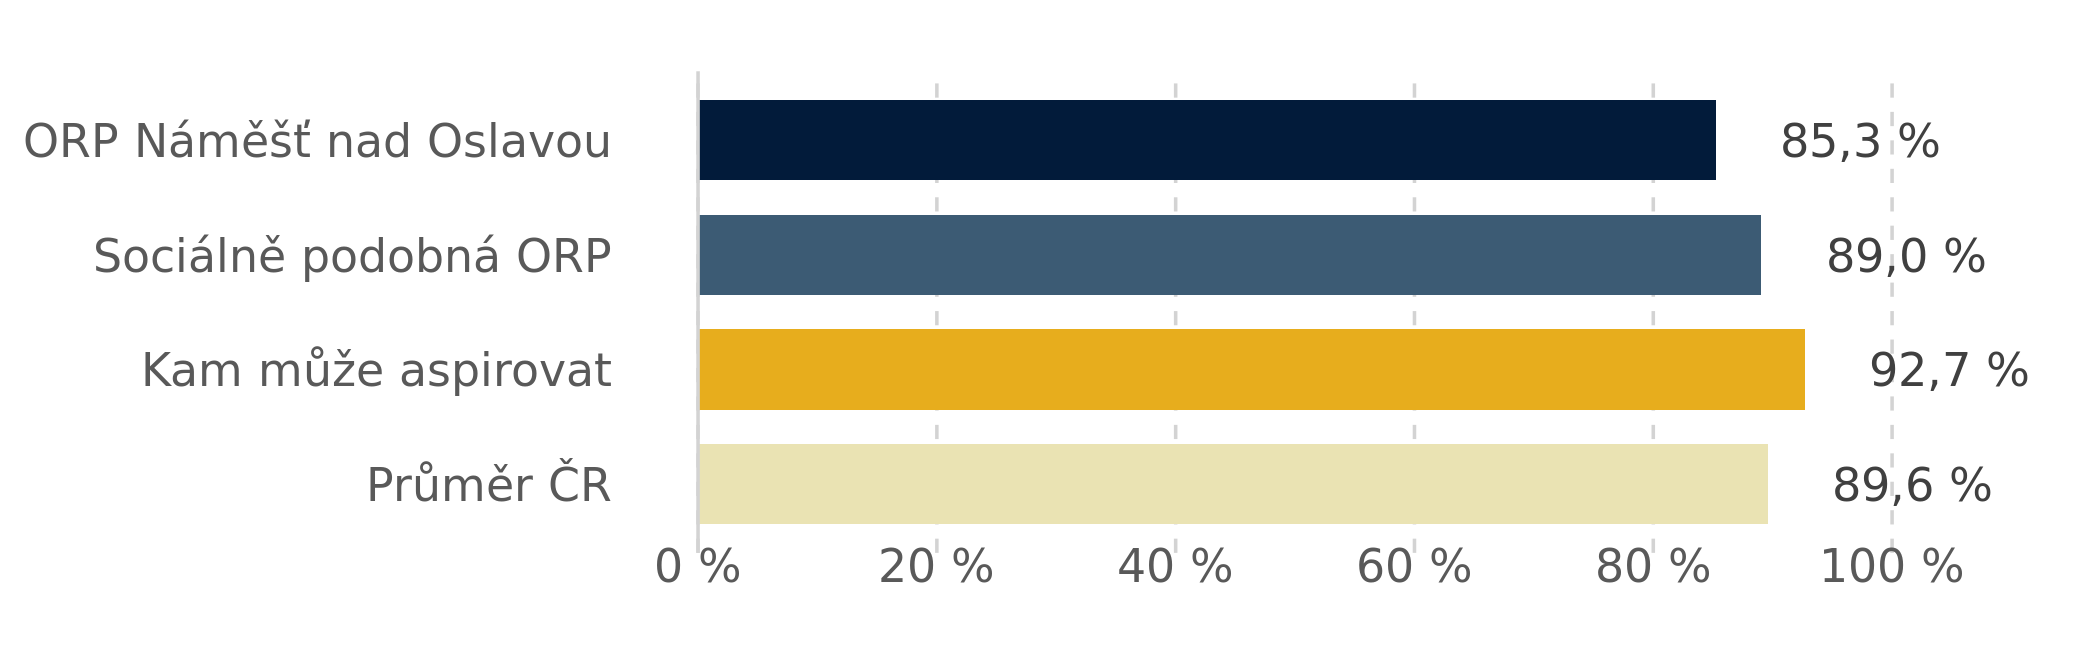 ORP Náměšť nad Oslavou 85,3 %
Sociálně podobná ORP 89,0 %
Kam může aspirovat 92,7 %
Průměr ČR 89,6 %
0 % 20 % 40 % 60 % 80 % 100 %